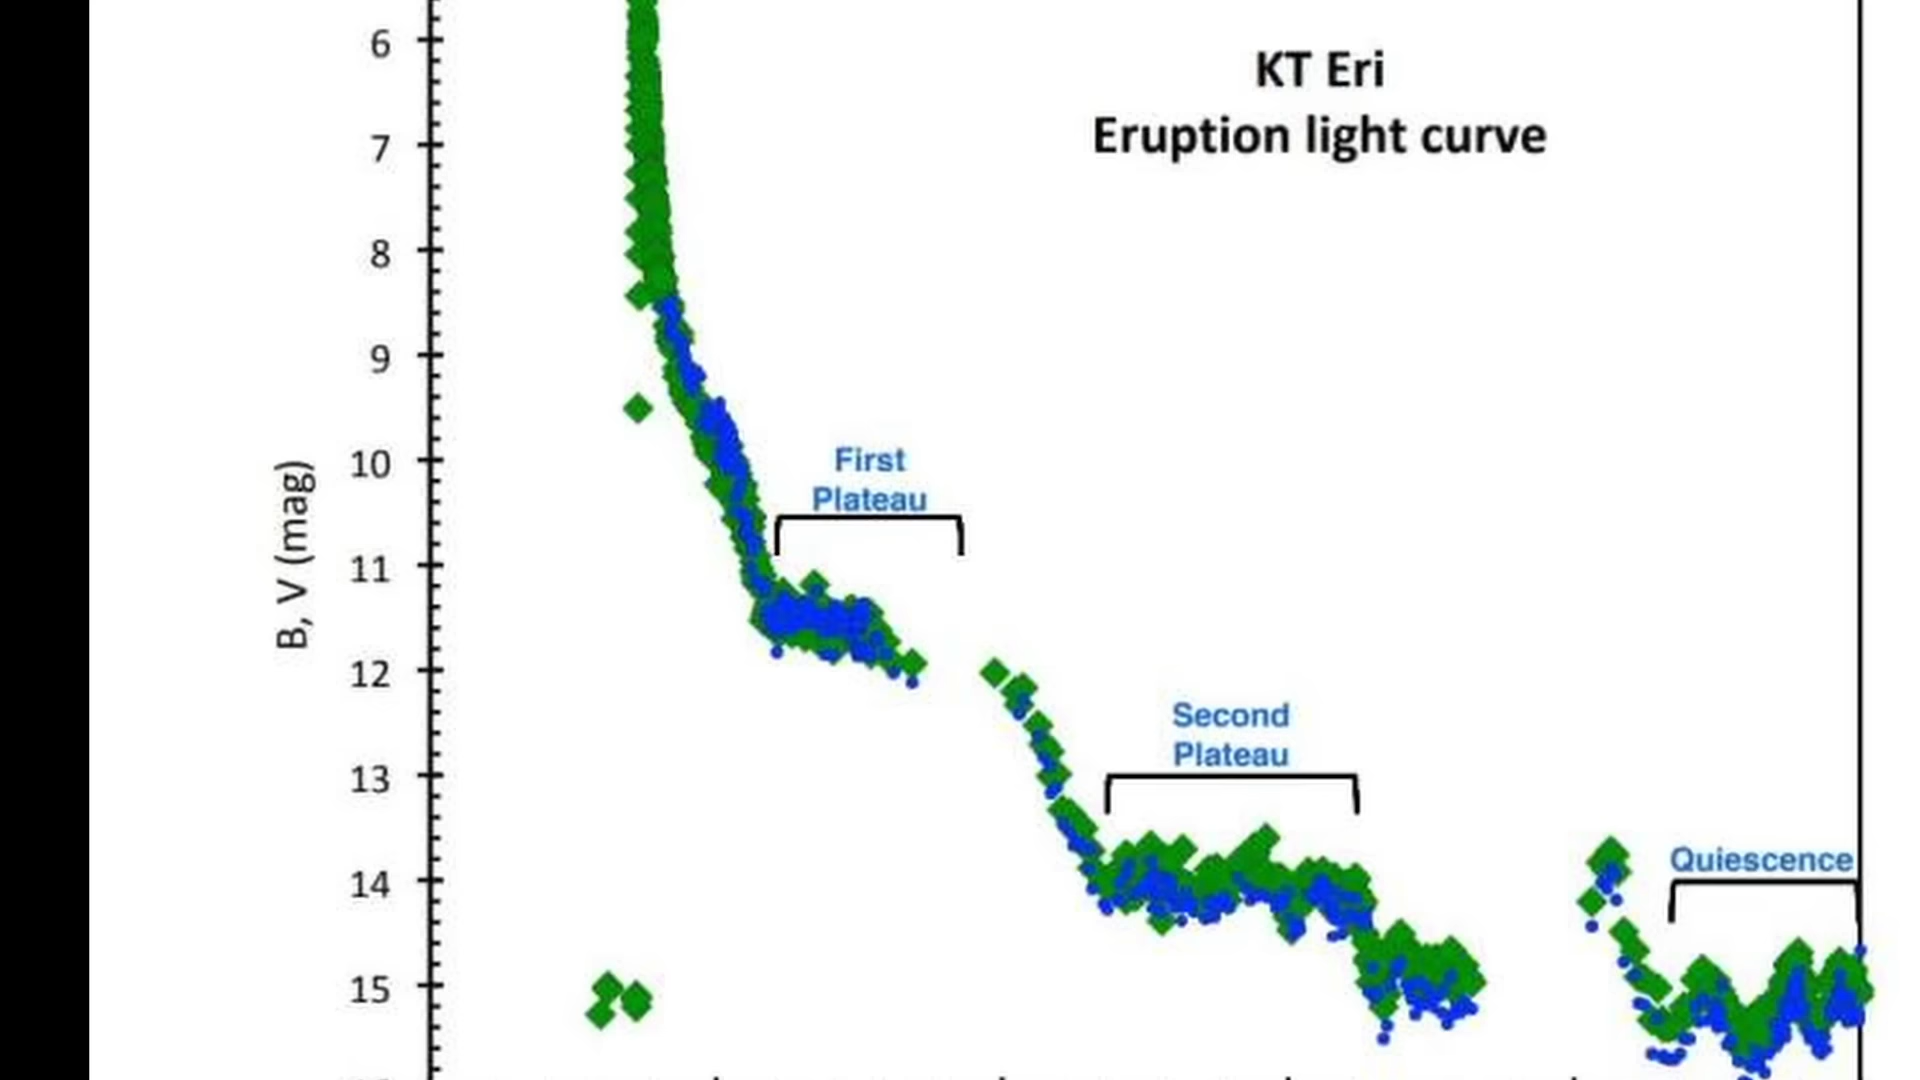 6
KT Eri
Eruption light curve
7
8
9
B, V (mag)
10
First
Plateau
11
12
Second
Plateau
13
14
Quiescence
15